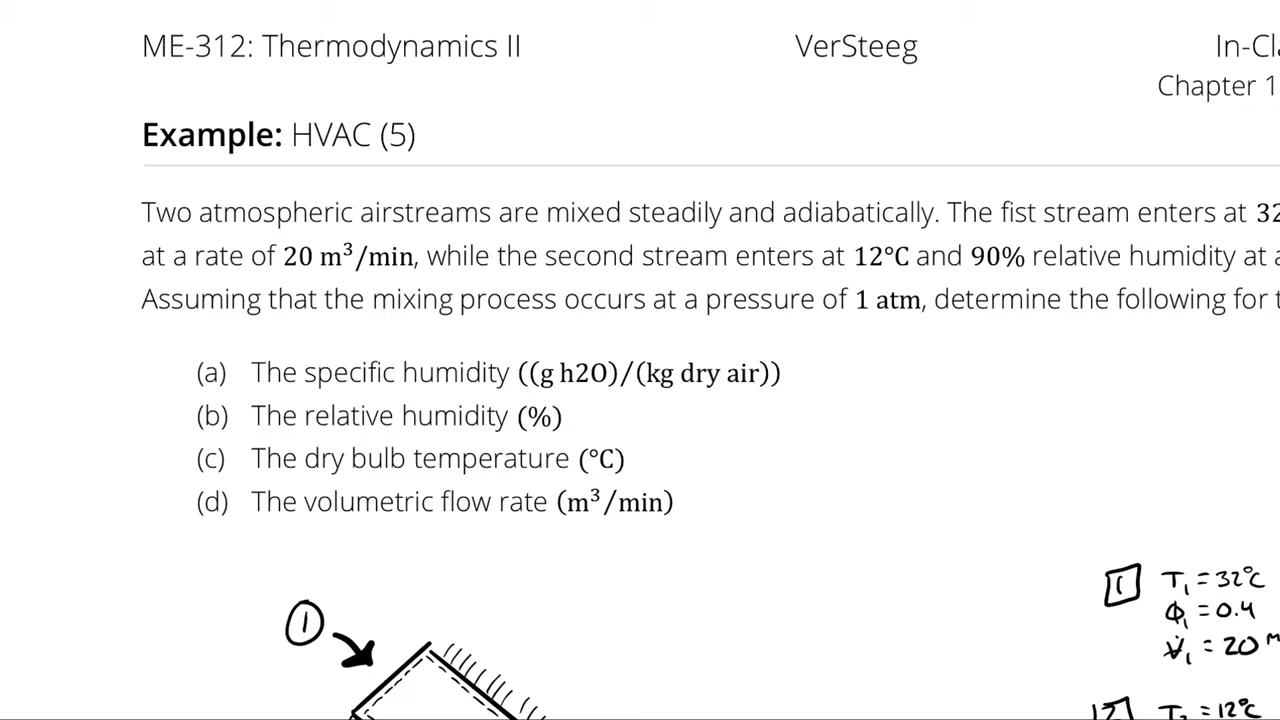 ME-312: Thermodynamics II VerSteeg In-Cl
Chapter 1
Example: HVAC (5)
Two atmospheric airstreams are mixed steadily and adiabatically. The fist stream enters at 32
at a rate of 20 m³/min, while the second stream enters at 12°C and 90% relative humidity at a
Assuming that the mixing process occurs at a pressure of 1 atm, determine the following for t
(a) The specific humidity ((g h2O)/(kg dry air))
(b) The relative humidity (%)
(c) The dry bulb temperature (°C)
(d) The volumetric flow rate (m³/min)
1 T₁ = 32°C
ϕ₁ = 0.4
1
V̇₁ = 20 m
2 T₂ = 12°C